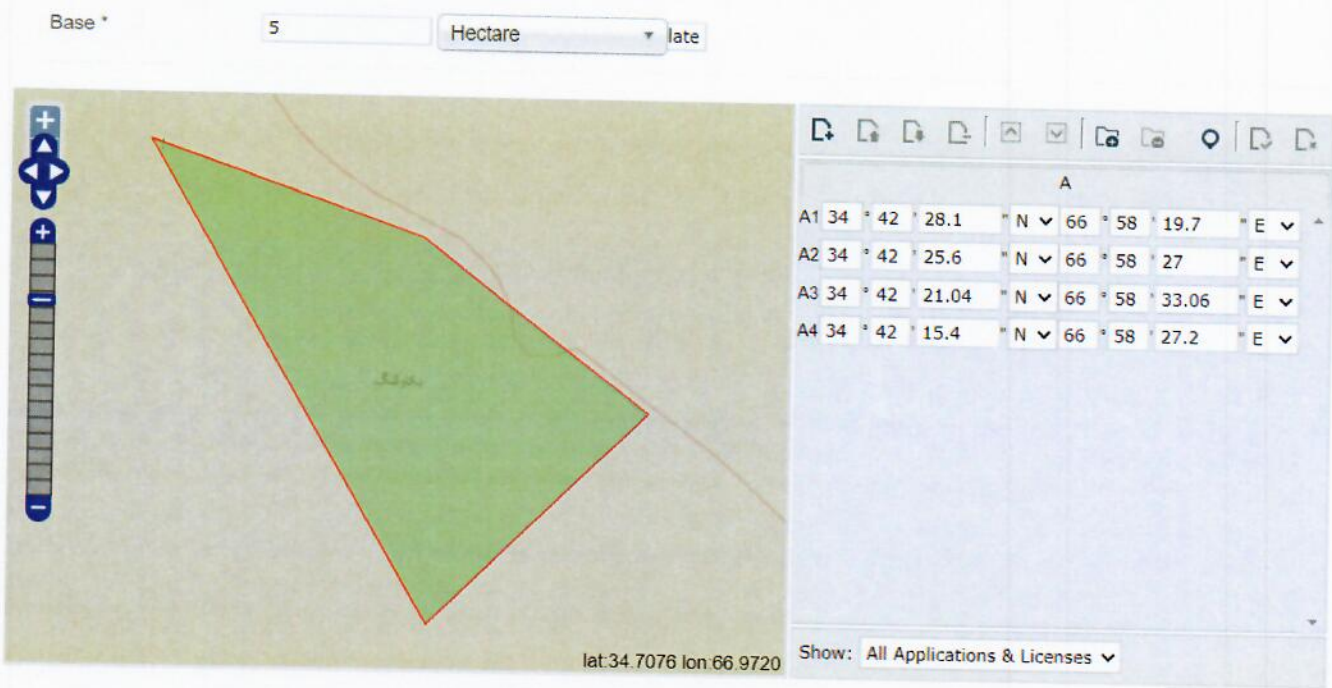 Base * 5 Hectare late
A
A1 34 ° 42 ' 28.1 " N 66 ° 58 ' 19.7 " E
A2 34 ° 42 ' 25.6 " N 66 ° 58 ' 27 " E
A3 34 ° 42 ' 21.04 " N 66 ° 58 ' 33.06 " E
A4 34 ° 42 ' 15.4 " N 66 ° 58 ' 27.2 " E
lat:34.7076 lon:66.9720
Show: All Applications & Licenses